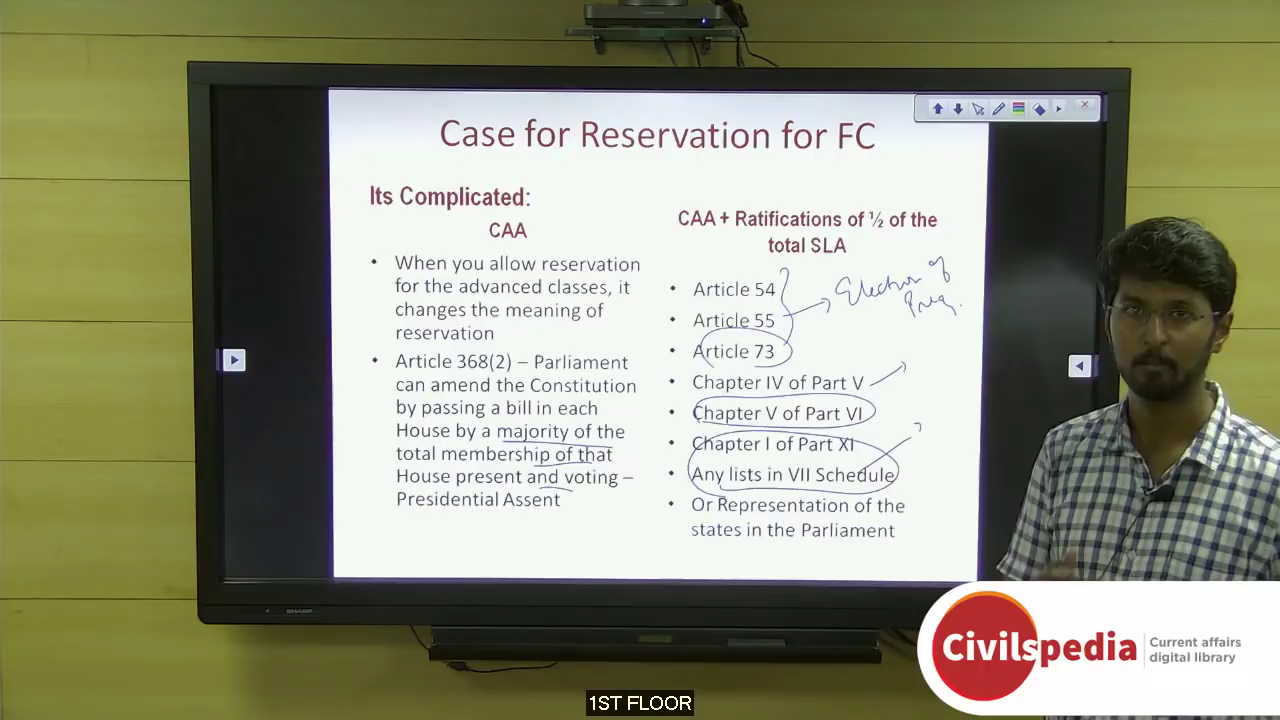 Case for Reservation for FC
Its Complicated:
CAA
• When you allow reservation
for the advanced classes, it
changes the meaning of
reservation
• Article 368(2) – Parliament
can amend the Constitution
by passing a bill in each
House by a majority of the
total membership of that
House present and voting –
Presidential Assent
CAA + Ratifications of ½ of the
total SLA
• Article 54
• Article 55
• Article 73
• Chapter IV of Part V
• Chapter V of Part VI
• Chapter I of Part XI
• Any lists in VII Schedule
• Or Representation of the
states in the Parliament
Election of
SHARP
Civilspedia
Current affairs
digital library
1ST FLOOR